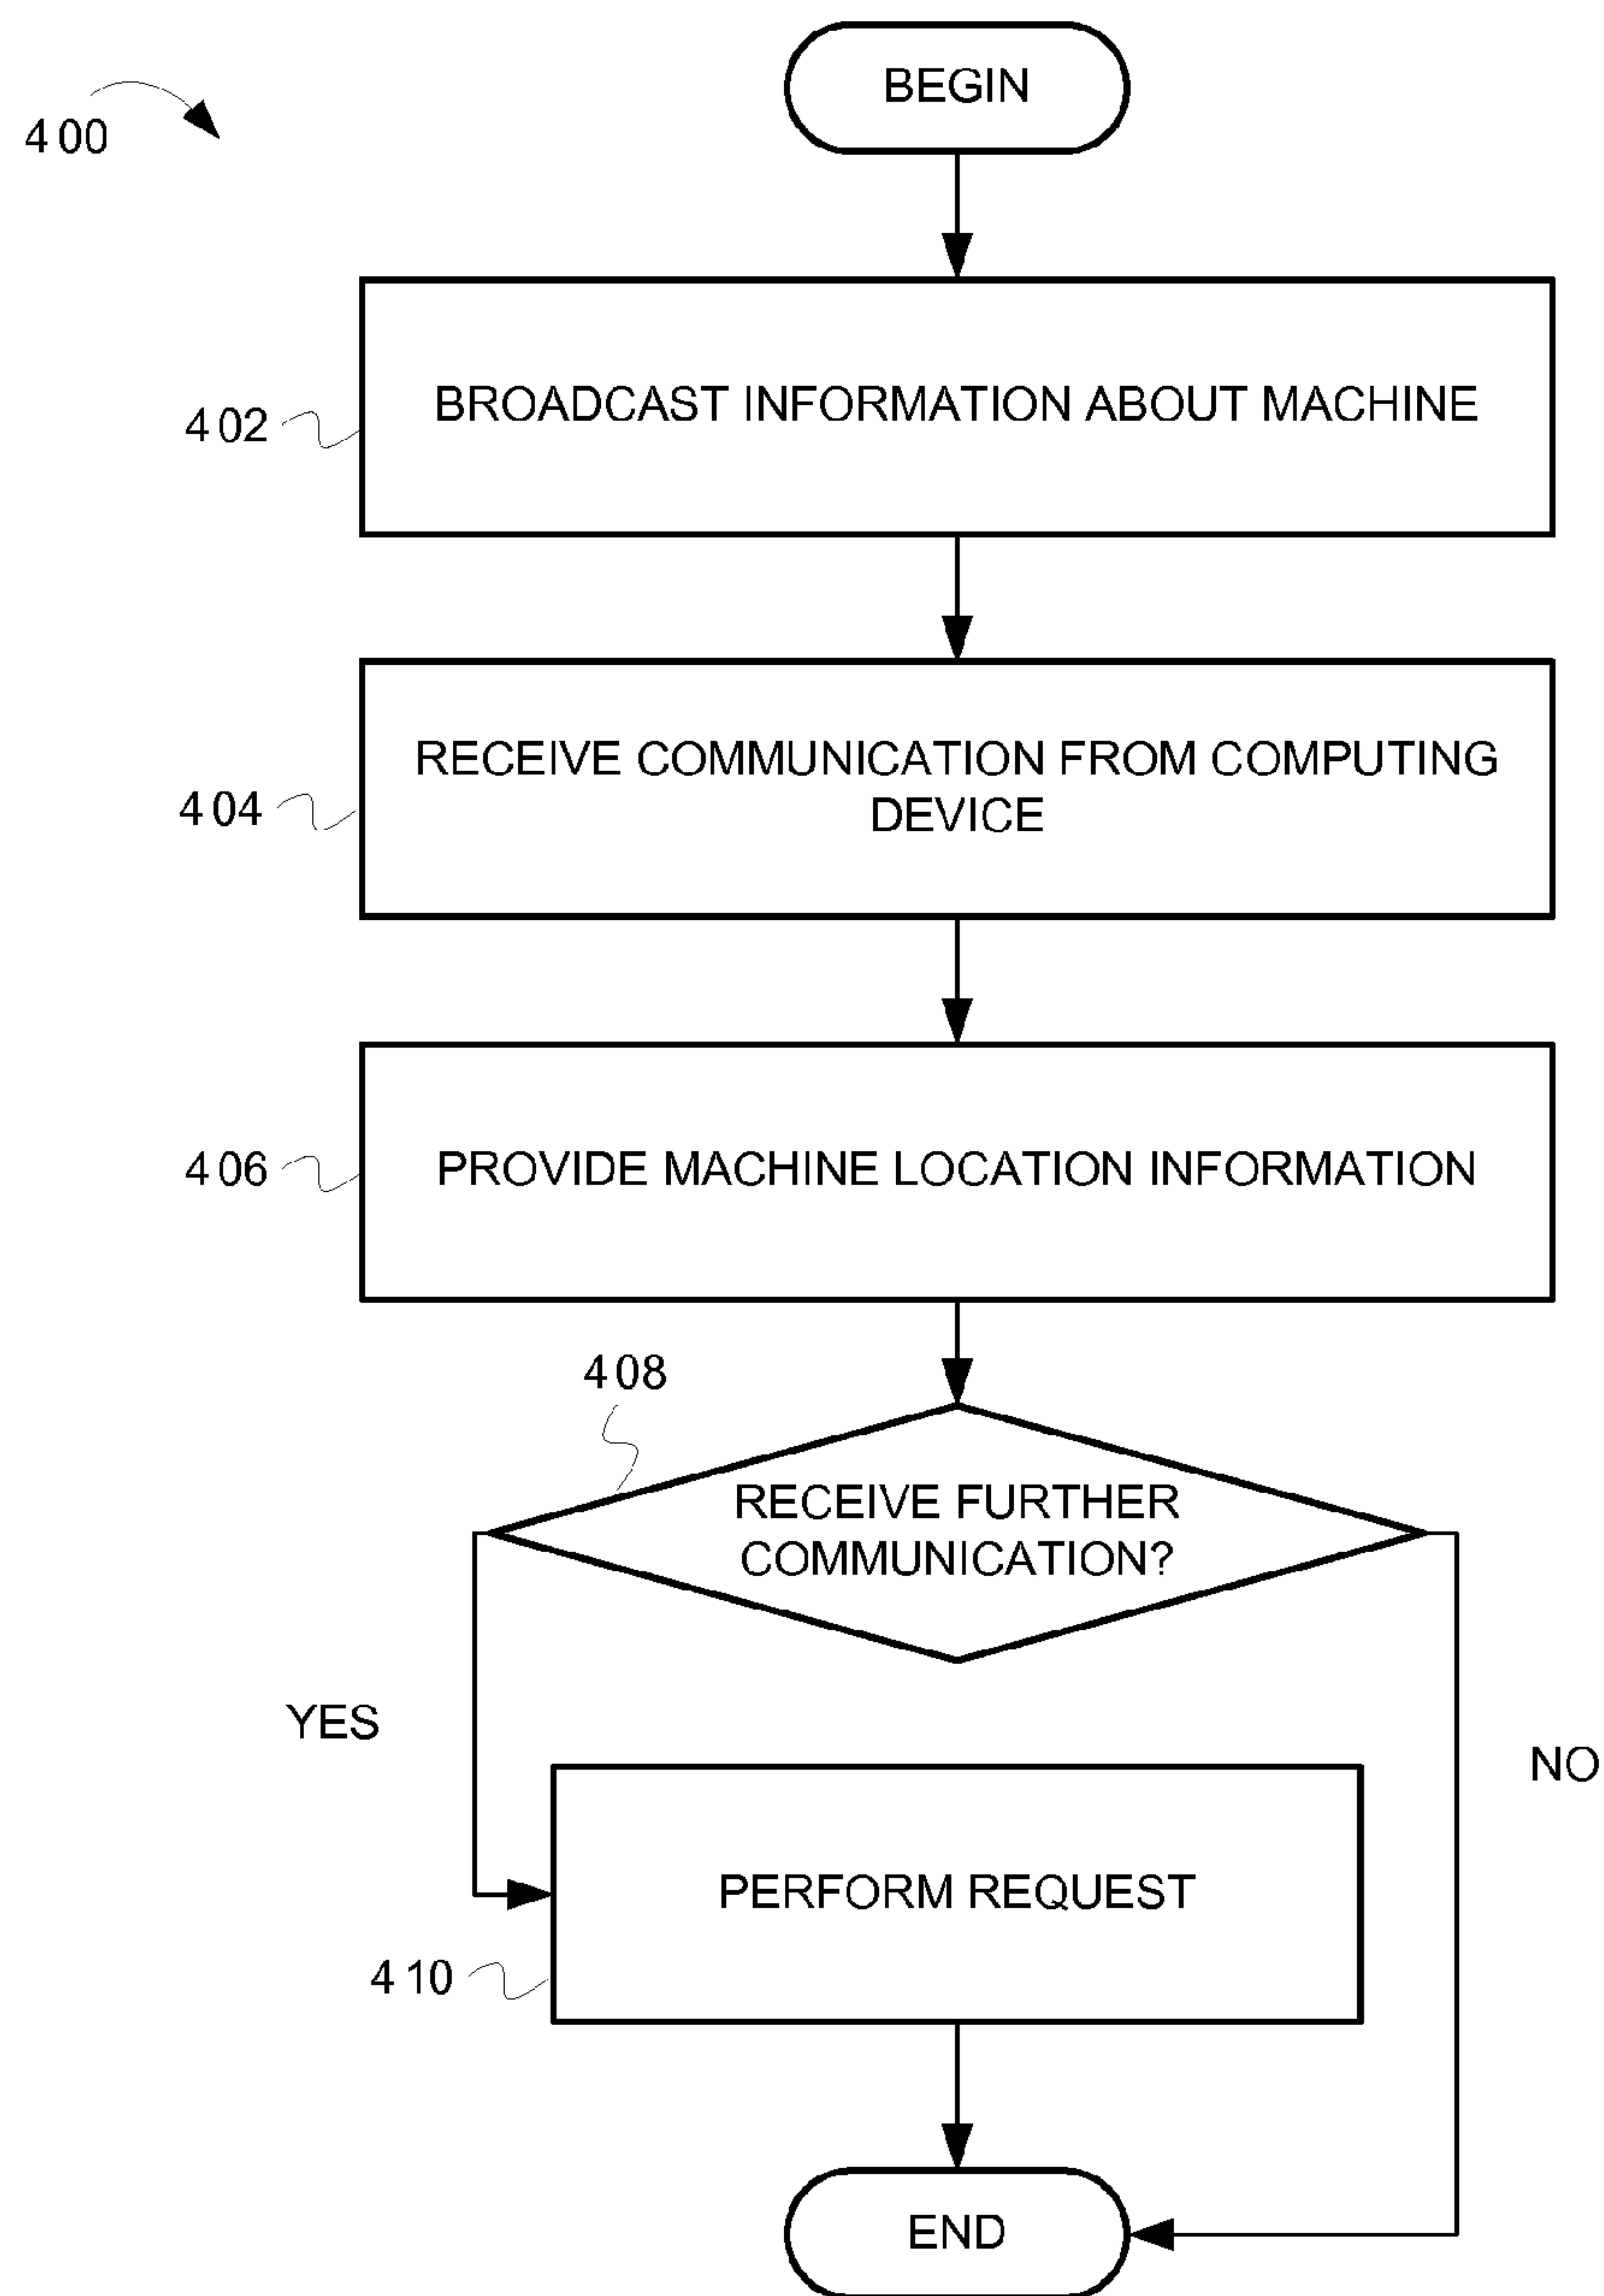 BEGIN
400
BROADCAST INFORMATION ABOUT MACHINE
402
RECEIVE COMMUNICATION FROM COMPUTING
DEVICE
404
PROVIDE MACHINE LOCATION INFORMATION
406
408
RECEIVE FURTHER
COMMUNICATION?
YES
NO
PERFORM REQUEST
410
END